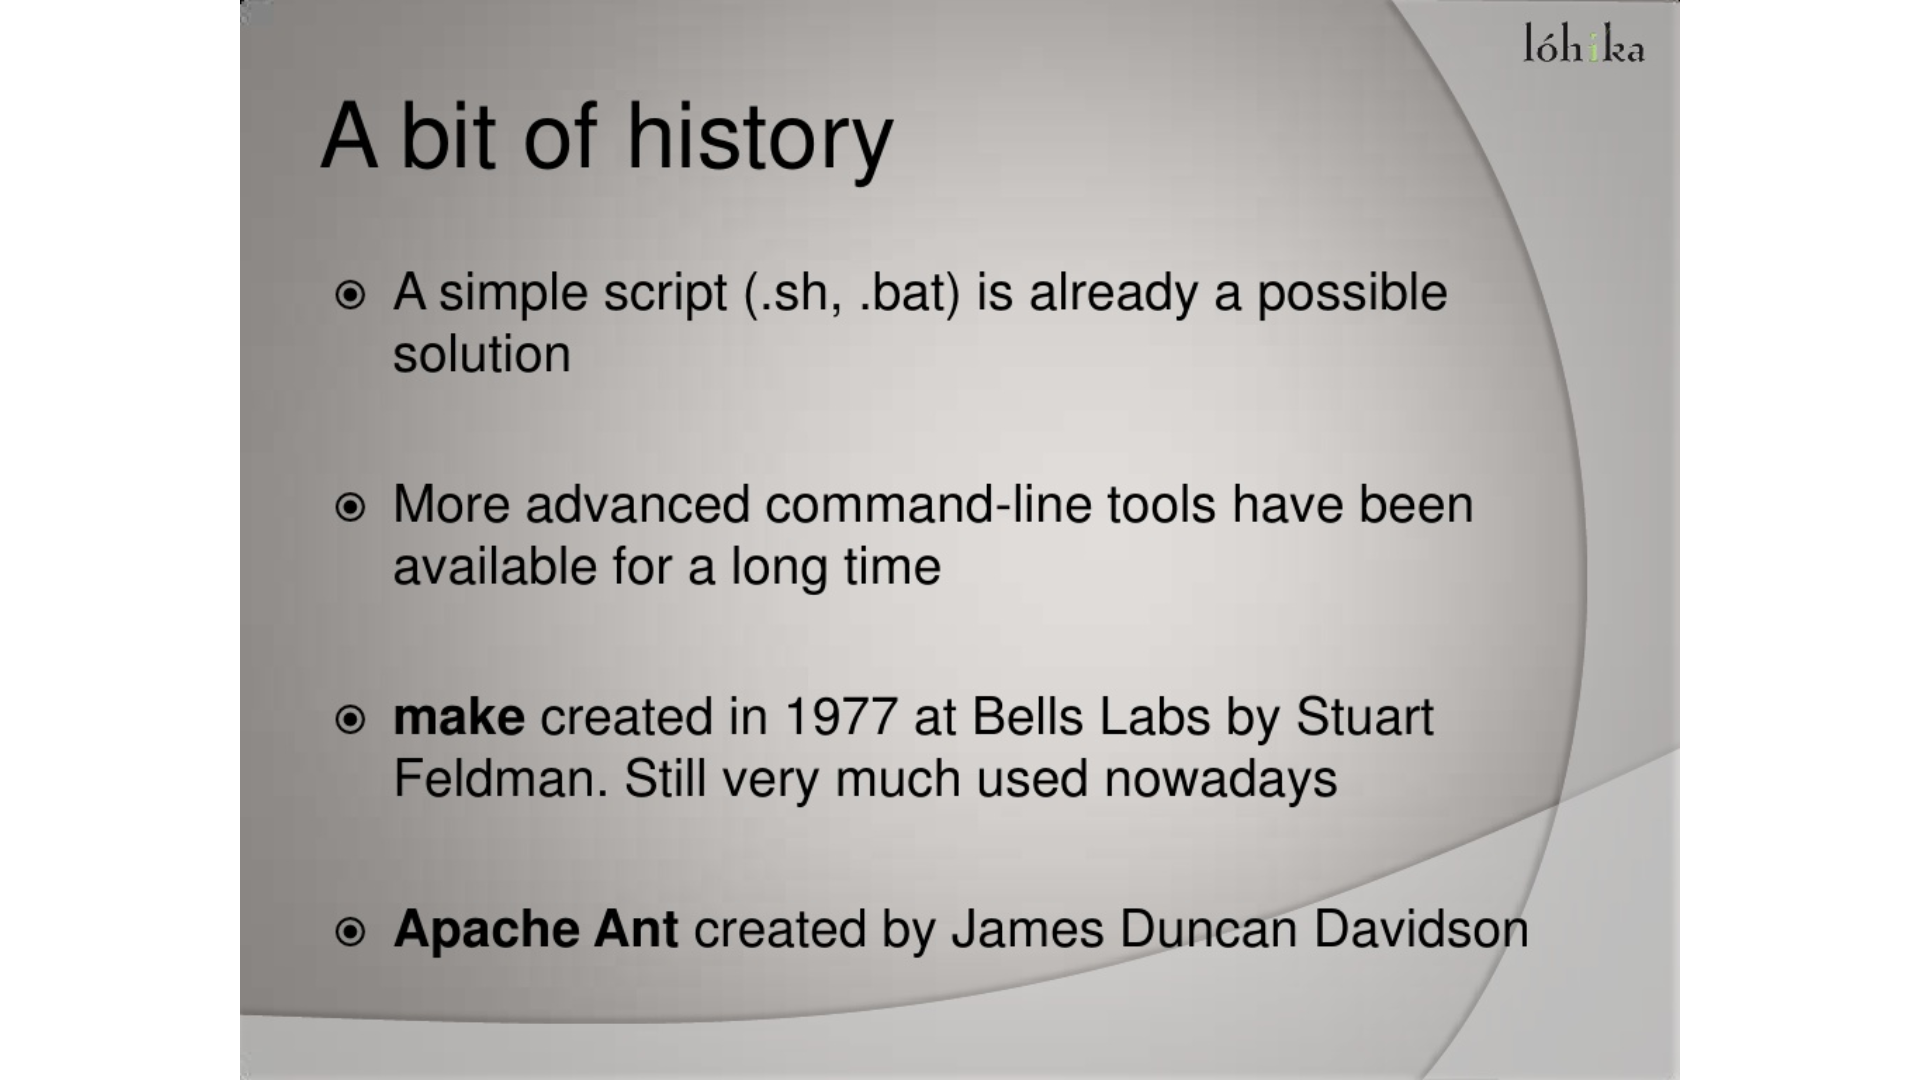 lóhika
A bit of history
A simple script (.sh, .bat) is already a possible
solution
More advanced command-line tools have been
available for a long time
make created in 1977 at Bells Labs by Stuart
Feldman. Still very much used nowadays
Apache Ant created by James Duncan Davidson